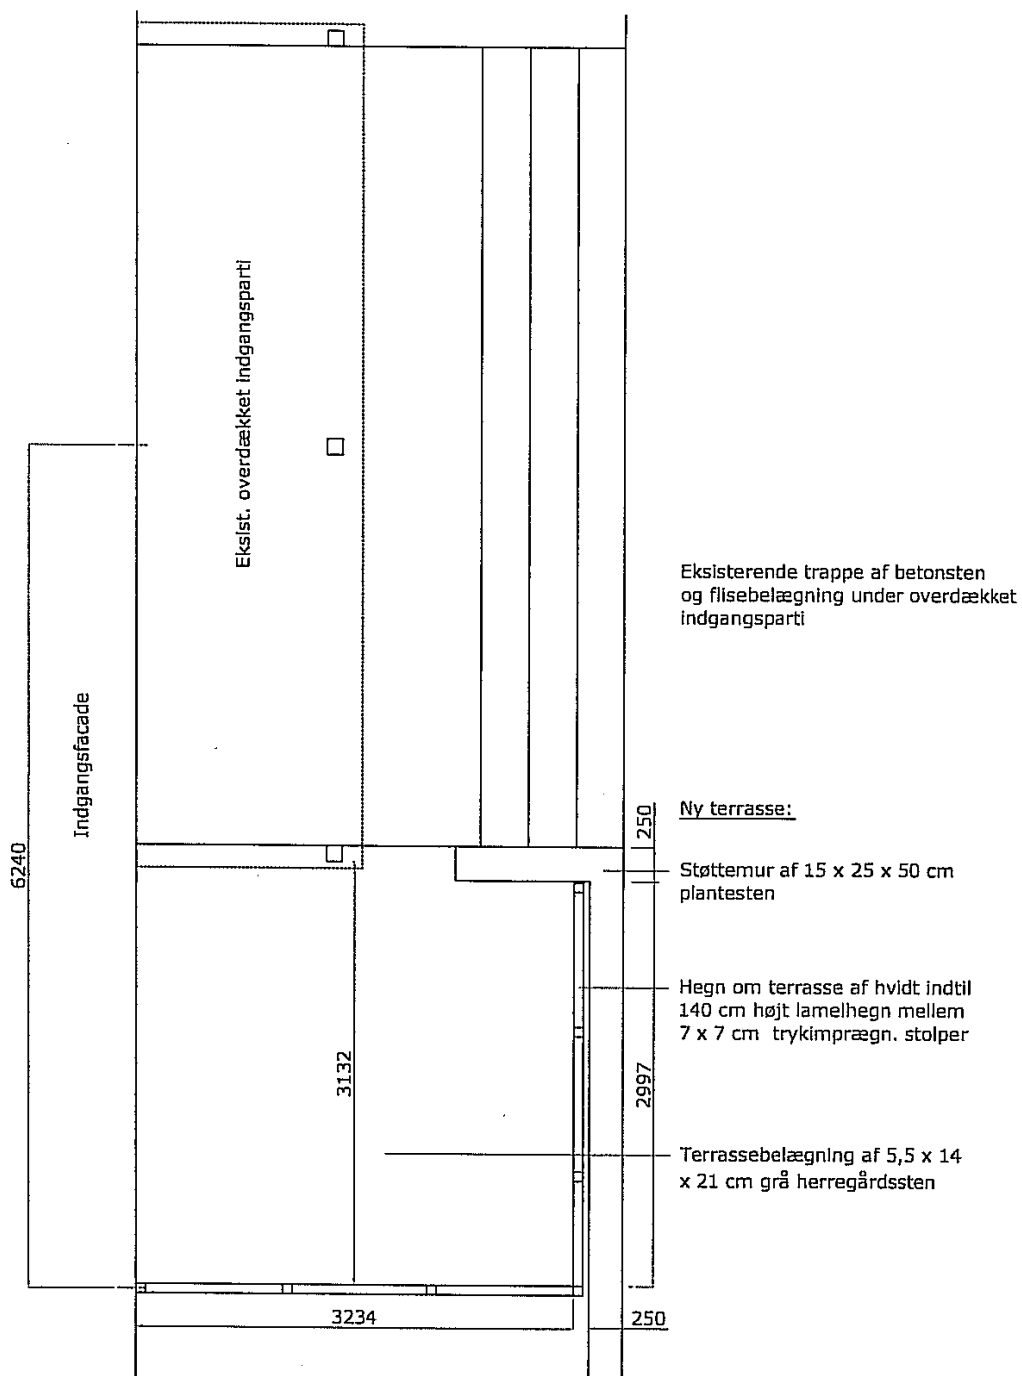 Eksist. overdækket indgangsparti
Eksisterende trappe af betonsten
og flisebelægning under overdækket
indgangsparti
Indgangsfacade
6240
250
Ny terrasse:
Støttemur af 15 x 25 x 50 cm
plantesten
Hegn om terrasse af hvidt indtil
140 cm højt lamelhegn mellem
7 x 7 cm trykimprægn. stolper
3132
2997
Terrassebelægning af 5,5 x 14
x 21 cm grå herregårdssten
3234
250